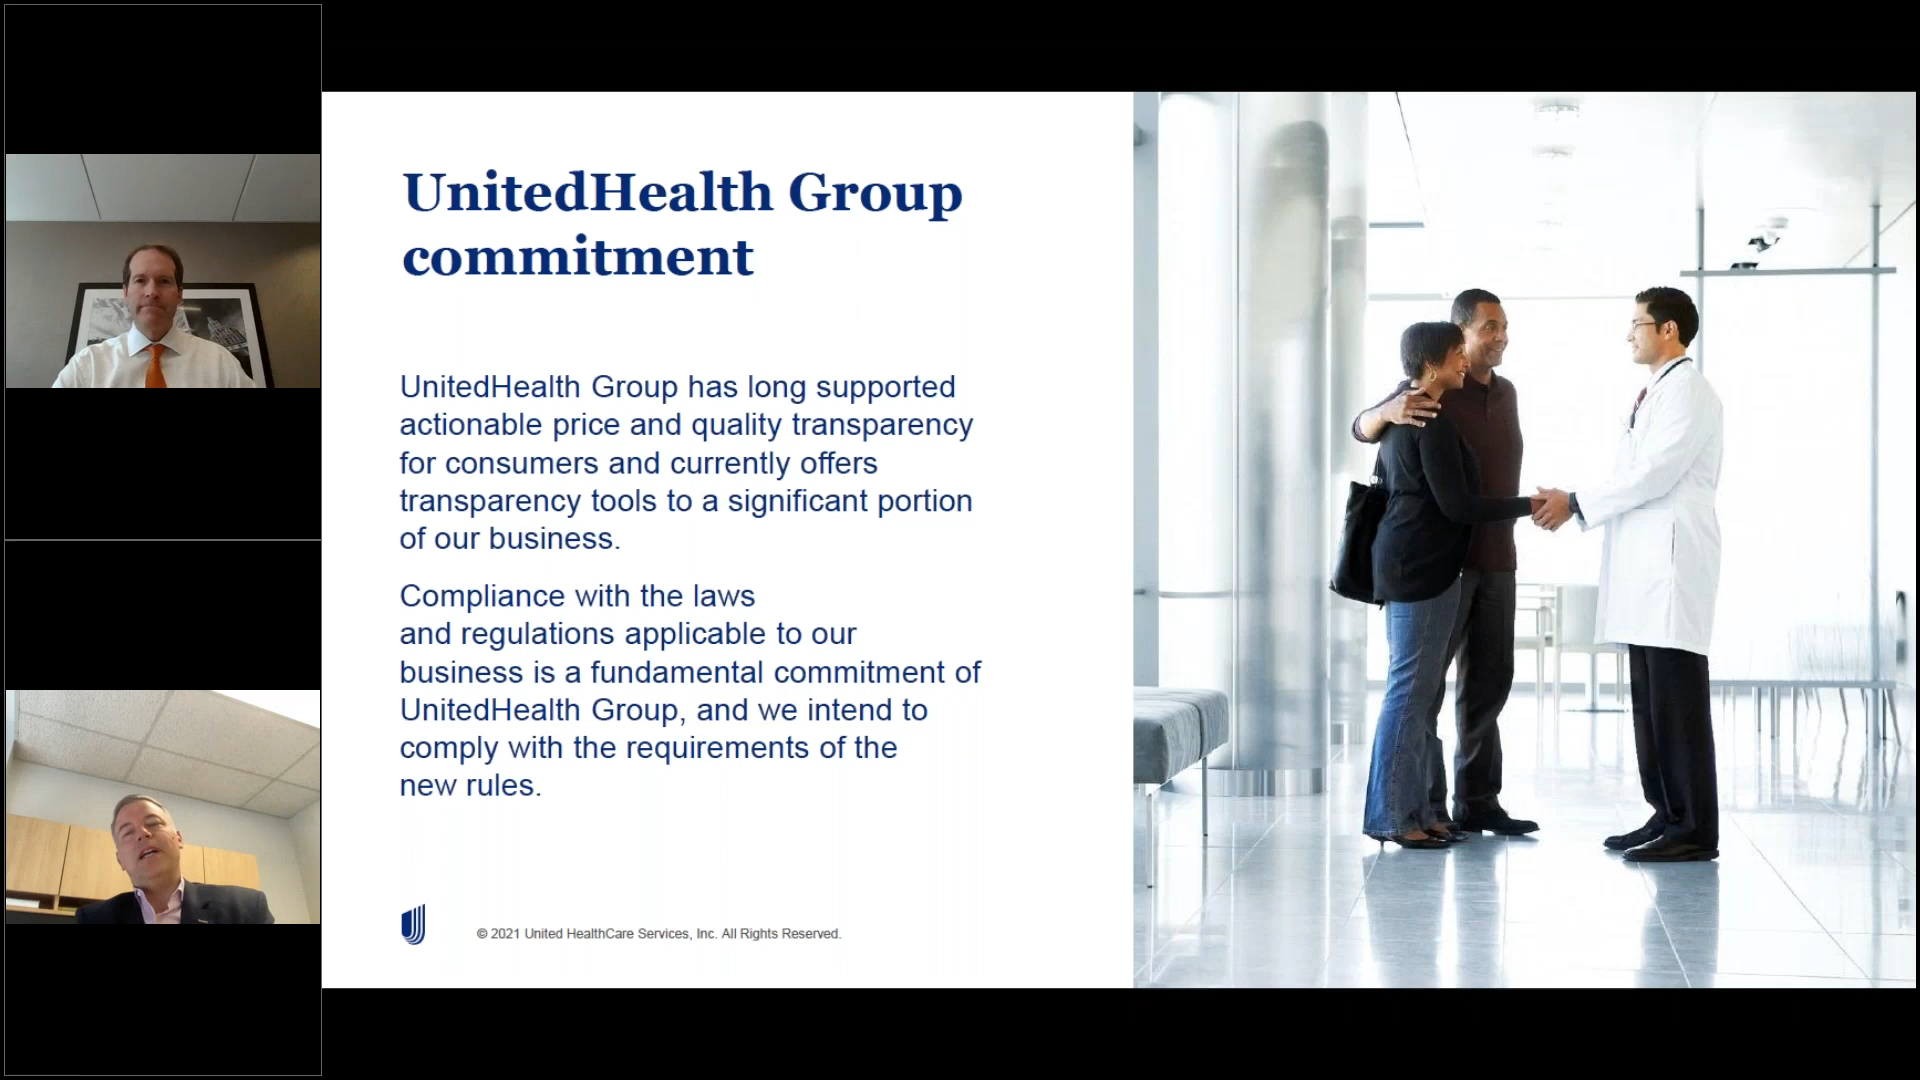 UnitedHealth Group
commitment
UnitedHealth Group has long supported
actionable price and quality transparency
for consumers and currently offers
transparency tools to a significant portion
of our business.
Compliance with the laws
and regulations applicable to our
business is a fundamental commitment of
UnitedHealth Group, and we intend to
comply with the requirements of the
new rules.
© 2021 United HealthCare Services, Inc. All Rights Reserved.